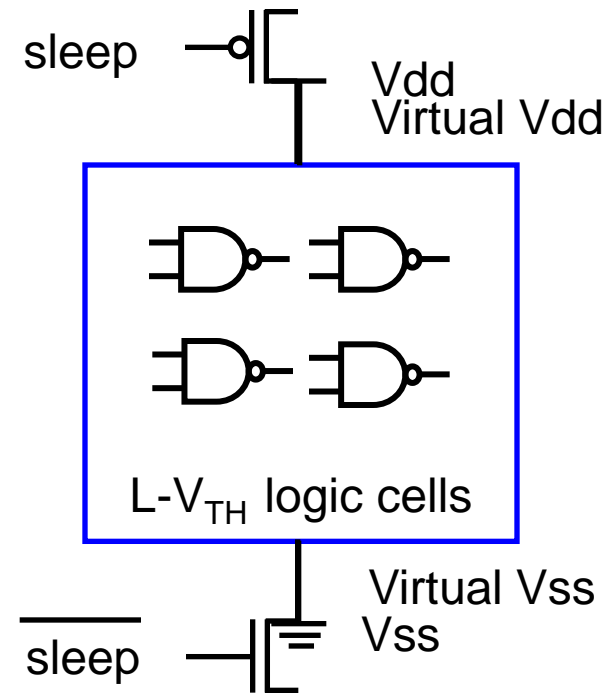 sleep
Vdd
Virtual Vdd
L-V_TH logic cells
Virtual Vss
Vss
sleep